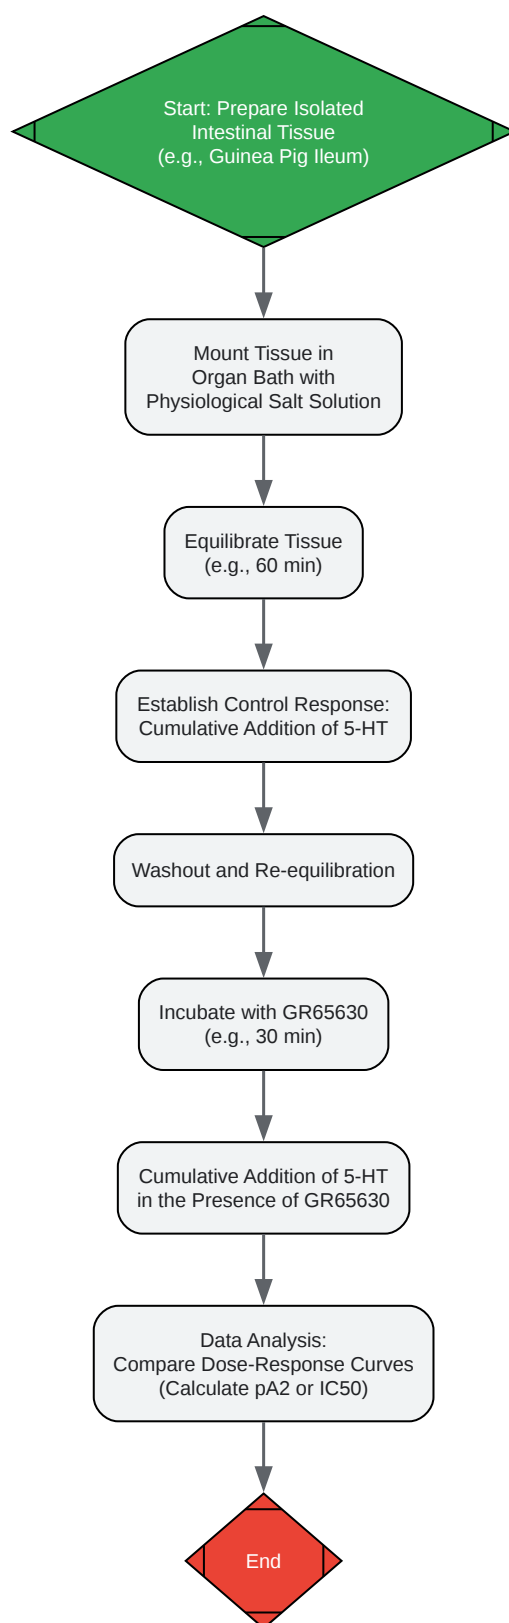 Start: Prepare Isolated
Intestinal Tissue
(e.g., Guinea Pig Ileum)
Mount Tissue in
Organ Bath with
Physiological Salt Solution
Equilibrate Tissue
(e.g., 60 min)
Establish Control Response:
Cumulative Addition of 5-HT
Washout and Re-equilibration
Incubate with GR65630
(e.g., 30 min)
Cumulative Addition of 5-HT
in the Presence of GR65630
Data Analysis:
Compare Dose-Response Curves
(Calculate pA2 or IC50)
End